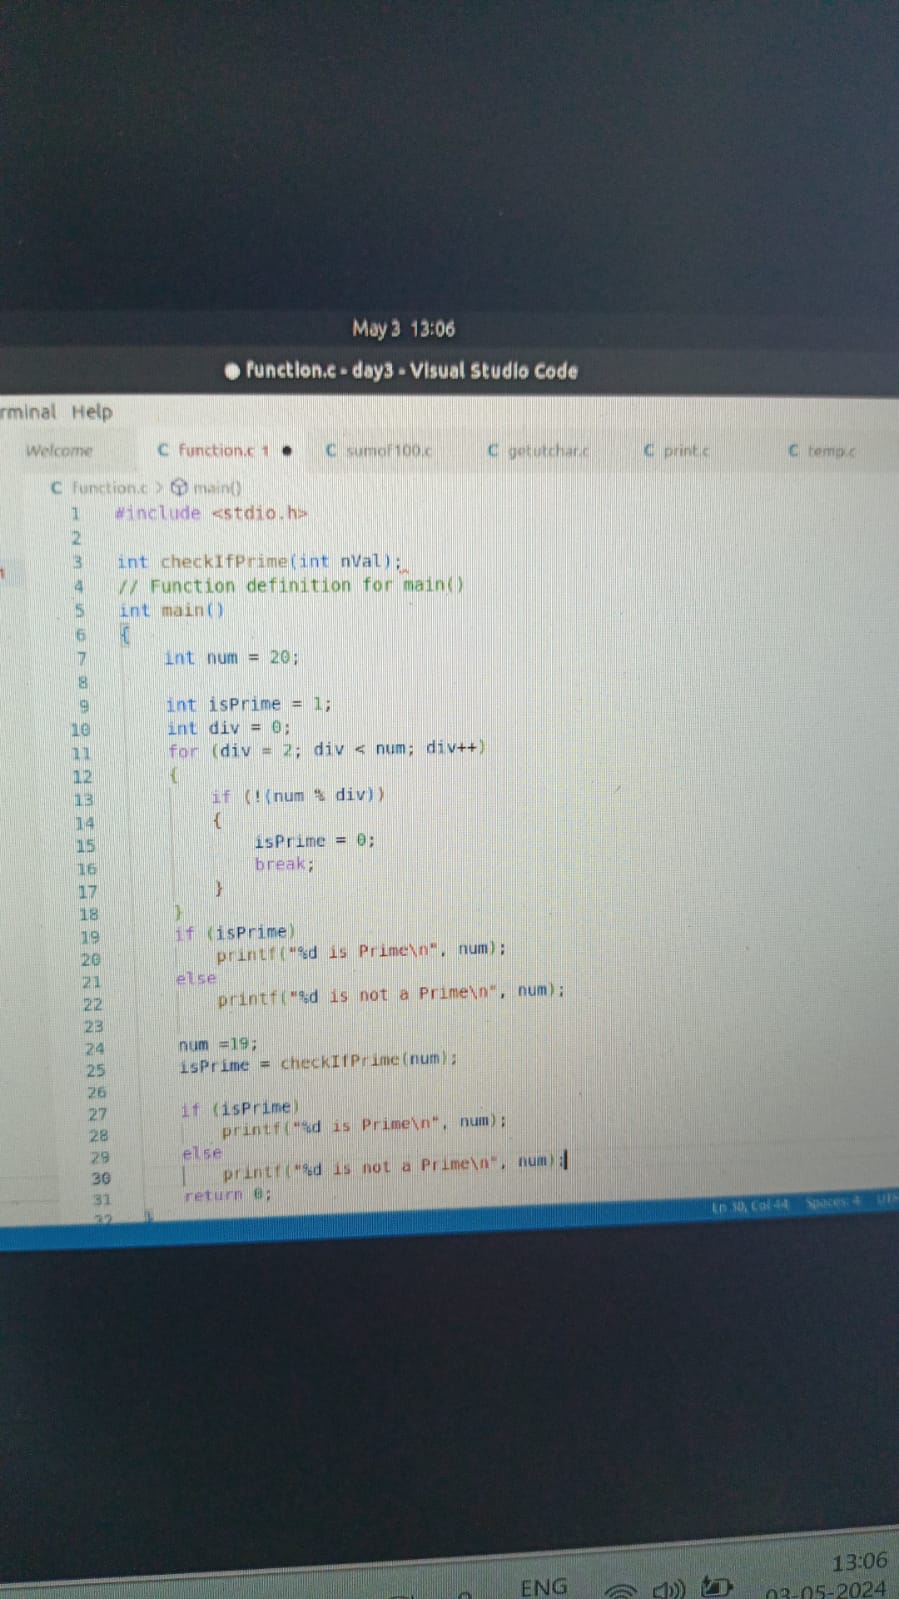 May 3 13:06
function.c - day3 - Visual Studio Code
rminal Help
Welcome C function.c 1 C sumof100.c C getutchar.c C print.c C temp.c
C function.c > main()
1 #include <stdio.h>
2
3 int checkIfPrime(int nVal);
4 // Function definition for main()
5 int main()
6 {
7 int num = 20;
8
9 int isPrime = 1;
10 int div = 0;
11 for (div = 2; div < num; div++)
12 {
13 if (!(num % div))
14 {
15 isPrime = 0;
16 break;
17 }
18 }
19 if (isPrime)
20 printf("%d is Prime\n", num);
21 else
22 printf("%d is not a Prime\n", num);
23
24 num =19;
25 isPrime = checkIfPrime(num);
26
27 if (isPrime)
28 printf("%d is Prime\n", num);
29 else
30 printf("%d is not a Prime\n", num);
31 return 0;
32 }
Ln 30, Col 44 Spaces: 4 UTF
ENG 13:06
03-05-2024